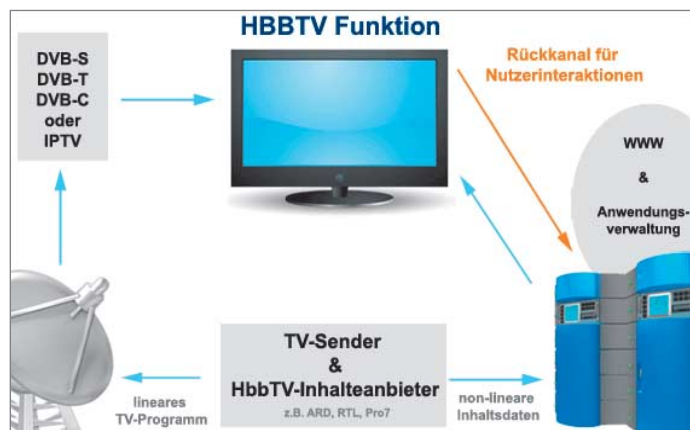 HBBTV Funktion
DVB-S
DVB-T
DVB-C
oder
IPTV
Rückkanal für
Nutzerinteraktionen
WWW
&
Anwendungs-
verwaltung
TV-Sender
&
HbbTV-Inhalteanbieter
z.B. ARD, RTL, Pro7
lineares
TV-Programm
non-lineare
Inhaltsdaten